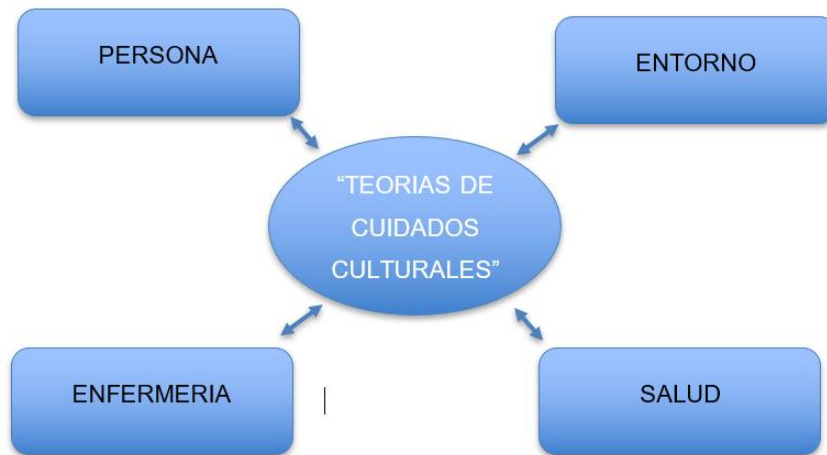 PERSONA
ENTORNO
“TEORIAS DE
CUIDADOS
CULTURALES”
ENFERMERIA
SALUD